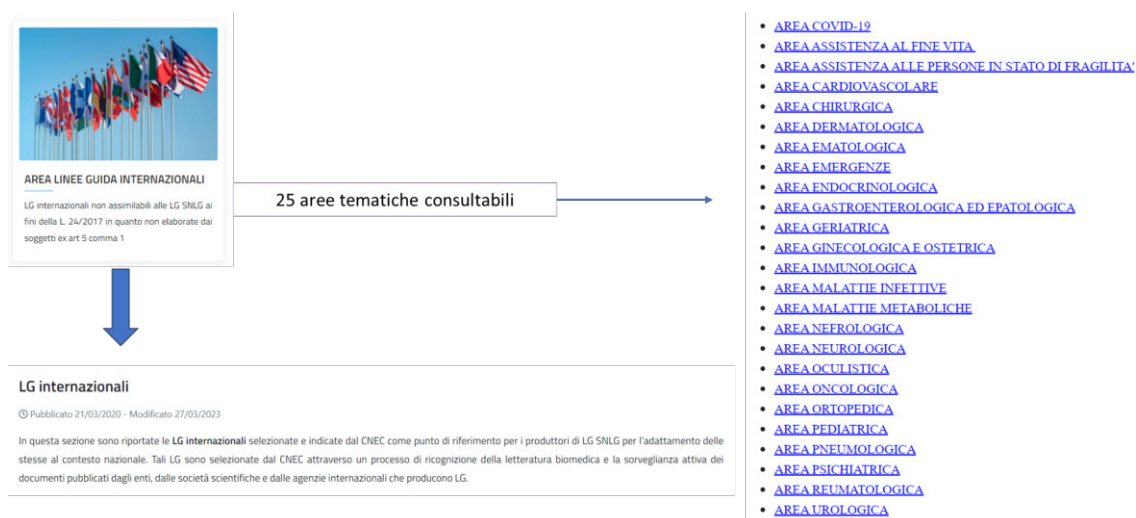 AREA LINEE GUIDA INTERNAZIONALI
LG internazionali non assimilabili alle LG SNLG ai
fini della L. 24/2017 in quanto non elaborate dai
soggetti ex art 5 comma 1
25 aree tematiche consultabili
LG internazionali
Pubblicato 21/03/2020 - Modificato 27/03/2023
In questa sezione sono riportate le LG internazionali selezionate e indicate dal CNEC come punto di riferimento per i produttori di LG SNLG per l'adattamento delle
stesse al contesto nazionale. Tali LG sono selezionate dal CNEC attraverso un processo di ricognizione della letteratura biomedica e la sorveglianza attiva dei
documenti pubblicati dagli enti, dalle società scientifiche e dalle agenzie internazionali che producono LG.
AREA COVID-19
AREA ASSISTENZA AL FINE VITA
AREA ASSISTENZA ALLE PERSONE IN STATO DI FRAGILITA'
AREA CARDIOVASCOLARE
AREA CHIRURGICA
AREA DERMATOLOGICA
AREA EMATOLOGICA
AREA EMERGENZE
AREA ENDOCRINOLOGICA
AREA GASTROENTEROLOGICA ED EPATOLOGICA
AREA GERIATRICA
AREA GINECOLOGICA E OSTETRICA
AREA IMMUNOLOGICA
AREA MALATTIE INFETTIVE
AREA MALATTIE METABOLICHE
AREA NEFROLOGICA
AREA NEUROLOGICA
AREA OCULISTICA
AREA ONCOLOGICA
AREA ORTOPEDICA
AREA PEDIATRICA
AREA PNEUMOLOGICA
AREA PSICHIATRICA
AREA REUMATOLOGICA
AREA UROLOGICA